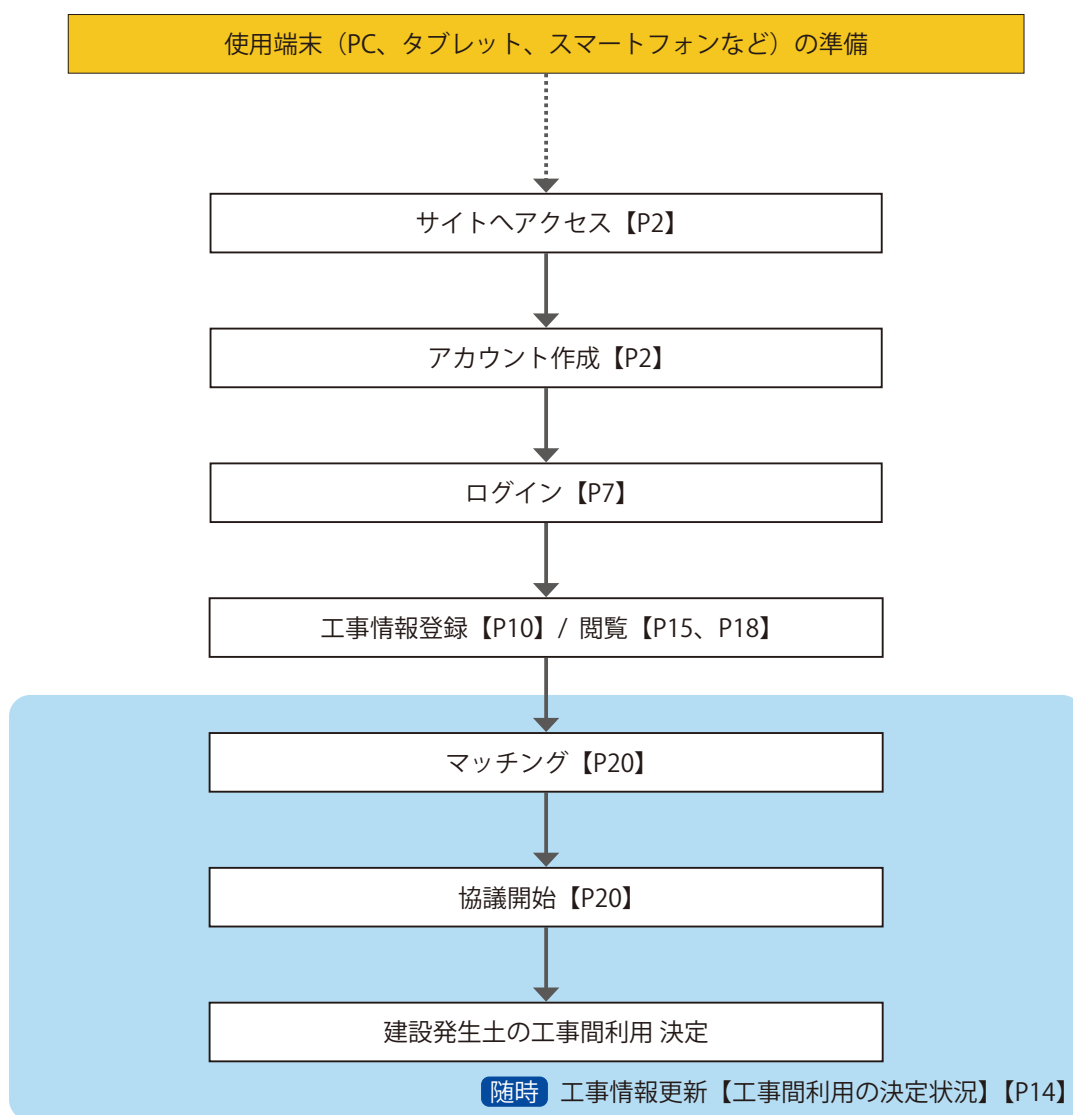 使用端末（PC、タブレット、スマートフォンなど）の準備
サイトへアクセス【P2】
アカウント作成【P2】
ログイン【P7】
工事情報登録【P10】/ 閲覧【P15、P18】
マッチング【P20】
協議開始【P20】
建設発生土の工事間利用 決定
随時 工事情報更新【工事間利用の決定状況】【P14】